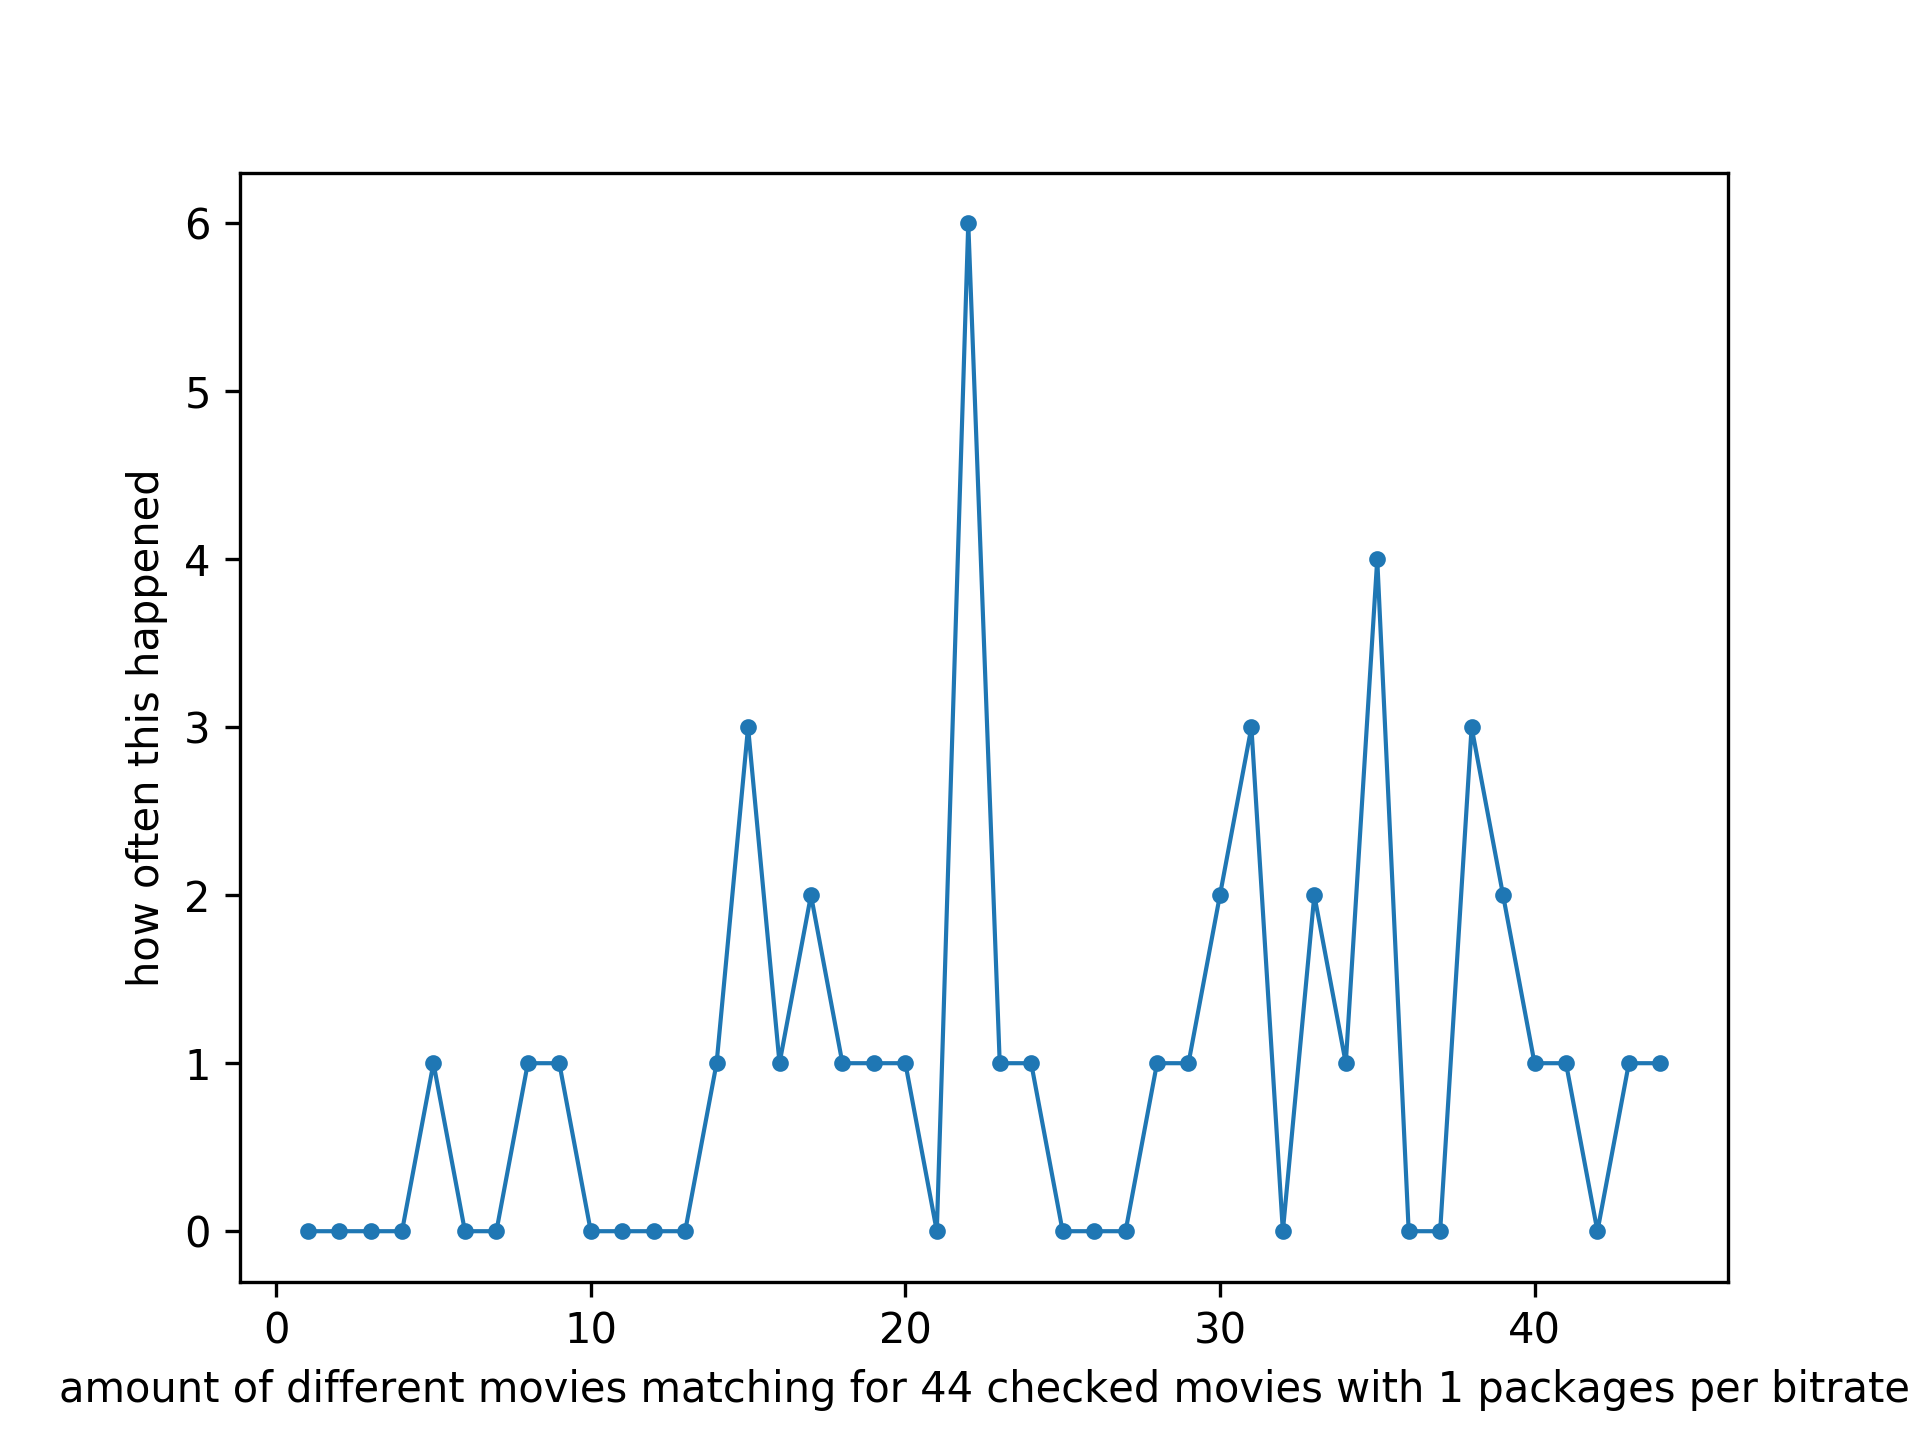 how often this happened
6
5
4
3
2
1
0
0 10 20 30 40
amount of different movies matching for 44 checked movies with 1 packages per bitrate